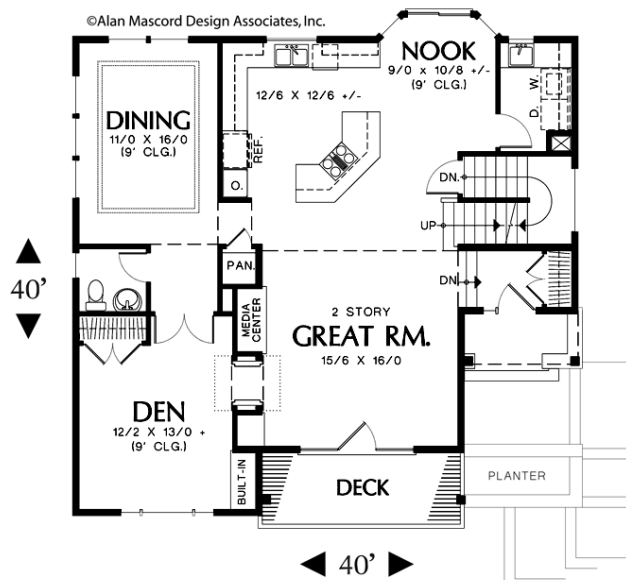 ©Alan Mascord Design Associates, Inc.
NOOK
9/0 X 10/8 +/-
(9' CLG.)
12/6 X 12/6 +/-
DINING
11/0 X 16/0
(9' CLG.)
W.
D.
REF.
O.
DN.
UP
PAN.
DN
40'
MEDIA
CENTER
2 STORY
GREAT RM.
15/6 X 16/0
DEN
12/2 X 13/0 +
(9' CLG.)
BUILT-IN
DECK
PLANTER
40'